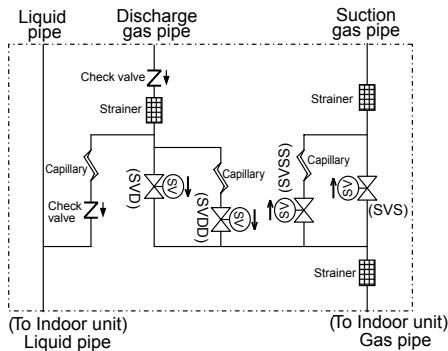 Liquid
pipe
Discharge
gas pipe
Suction
gas pipe
Check valve
Strainer
Strainer
Capillary
(SVD)
SV
Capillary
(SVDD)
SV
(SVSS)
SV
Capillary
SV
(SVS)
Check
valve
Strainer
(To Indoor unit)
Liquid pipe
(To Indoor unit)
Gas pipe